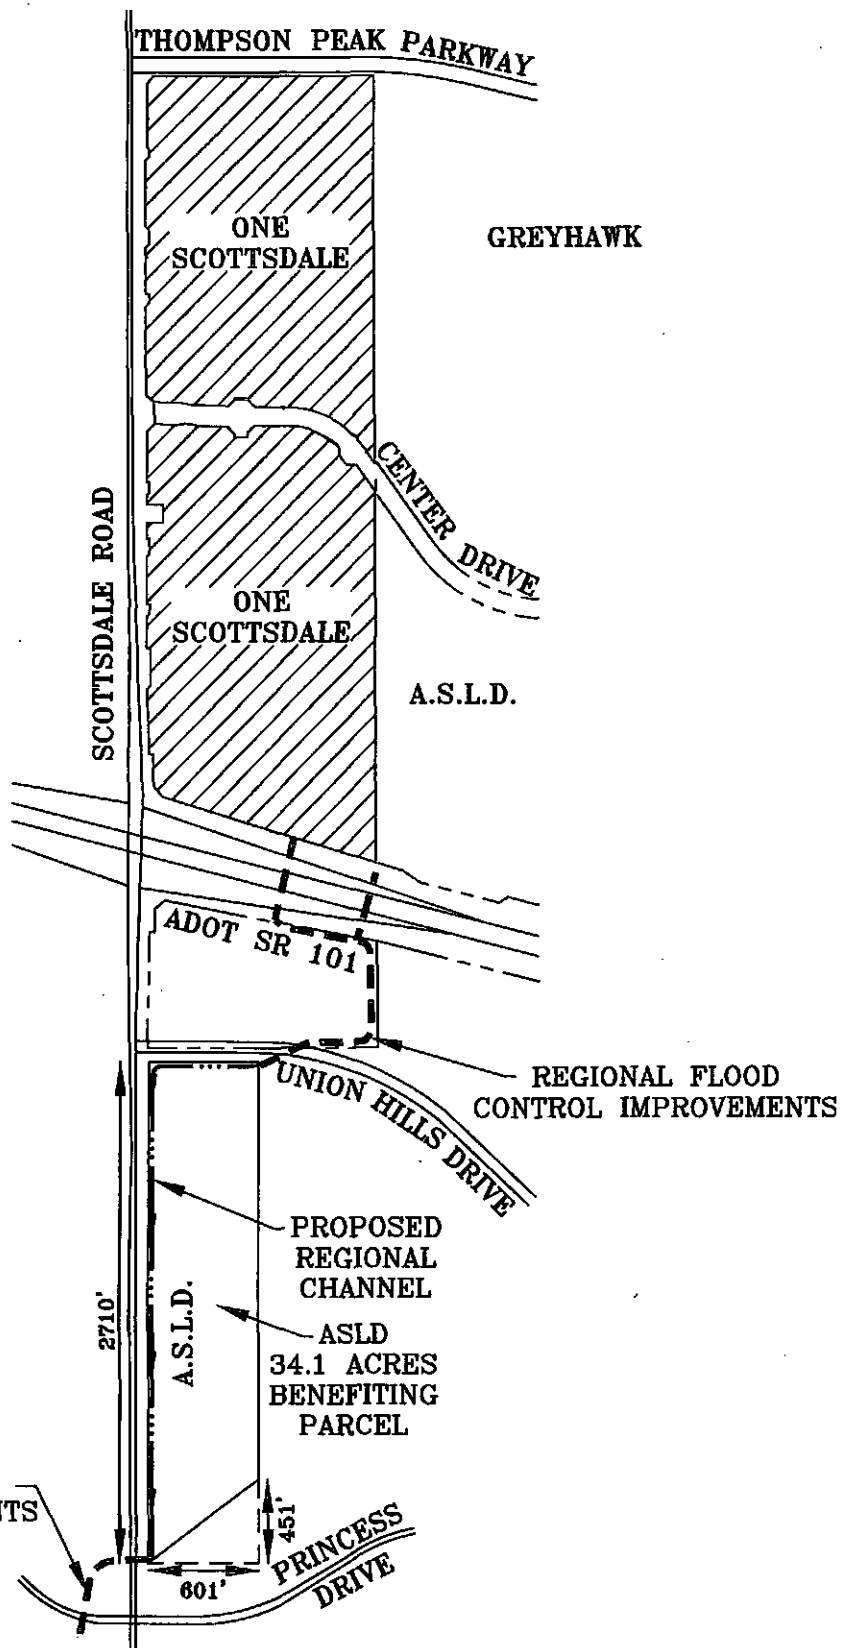 THOMPSON PEAK PARKWAY
ONE
SCOTTSDALE
GREYHAWK
CENTER DRIVE
SCOTTSDALE ROAD
ONE
SCOTTSDALE
A.S.L.D.
ADOT SR 101
REGIONAL FLOOD
CONTROL IMPROVEMENTS
UNION HILLS DRIVE
PROPOSED
REGIONAL
CHANNEL
2710'
A.S.L.D.
ASLD
34.1 ACRES
BENEFITING
PARCEL
451'
601'
PRINCESS
DRIVE